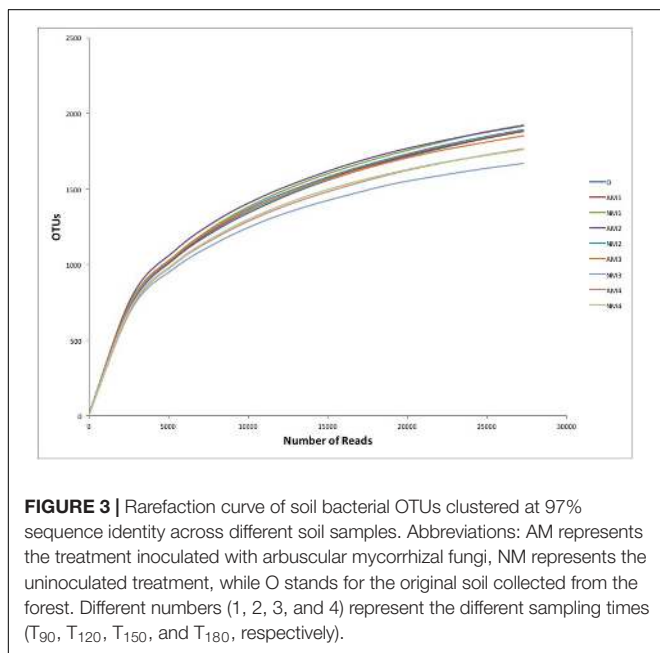 2500
2000
1500
1000
500
0
OTUs
0 5000 10000 15000 20000 25000 30000
Number of Reads
O
AM1
NM1
AM2
NM2
AM3
NM3
AM4
NM4
FIGURE 3 | Rarefaction curve of soil bacterial OTUs clustered at 97%
sequence identity across different soil samples. Abbreviations: AM represents
the treatment inoculated with arbuscular mycorrhizal fungi, NM represents the
uninoculated treatment, while O stands for the original soil collected from the
forest. Different numbers (1, 2, 3, and 4) represent the different sampling times
(T90, T120, T150, and T180, respectively).